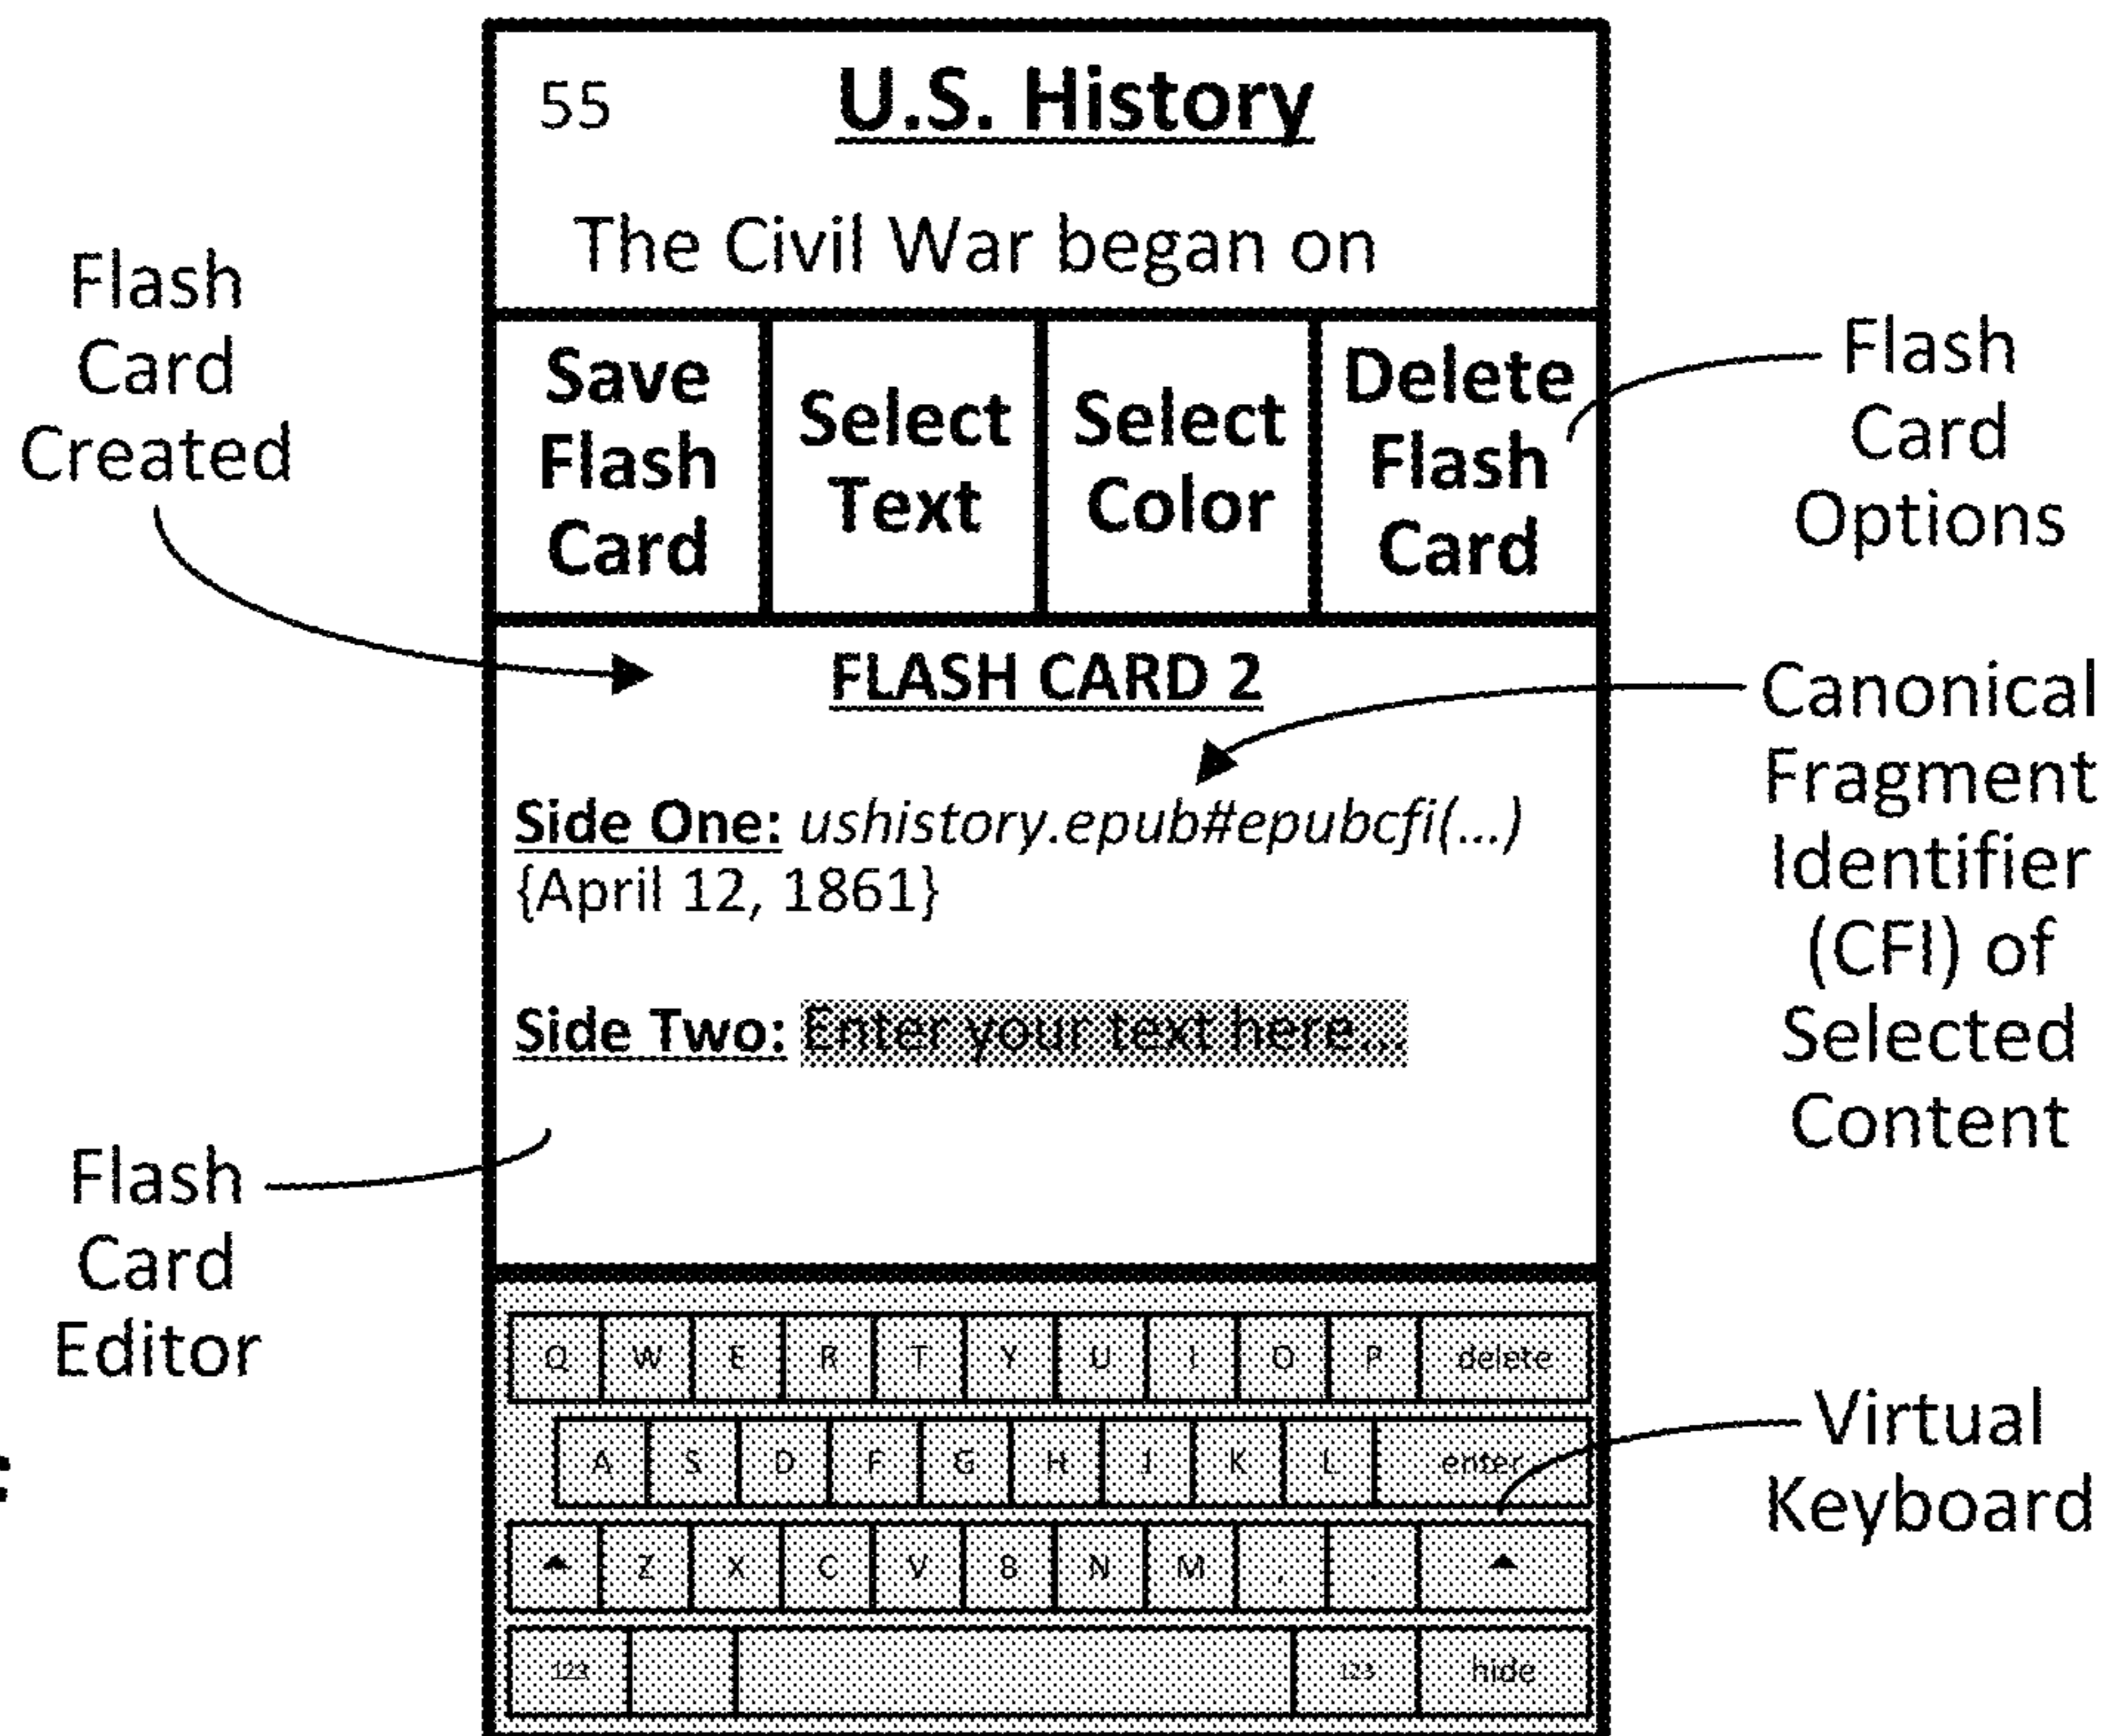 55 U.S. History
The Civil War began on
Flash
Card
Created
Save
Flash
Card
Select
Text
Select
Color
Delete
Flash
Card
Flash
Card
Options
FLASH CARD 2
Side One: ushistory.epub#epubcfi(...)
{April 12, 1861}
Side Two: Enter your text here...
Canonical
Fragment
Identifier
(CFI) of
Selected
Content
Flash
Card
Editor
Q W E R T Y U I O P delete
A S D F G H J K L enter
Z X C V B N M , .
123 123 hide
Virtual
Keyboard